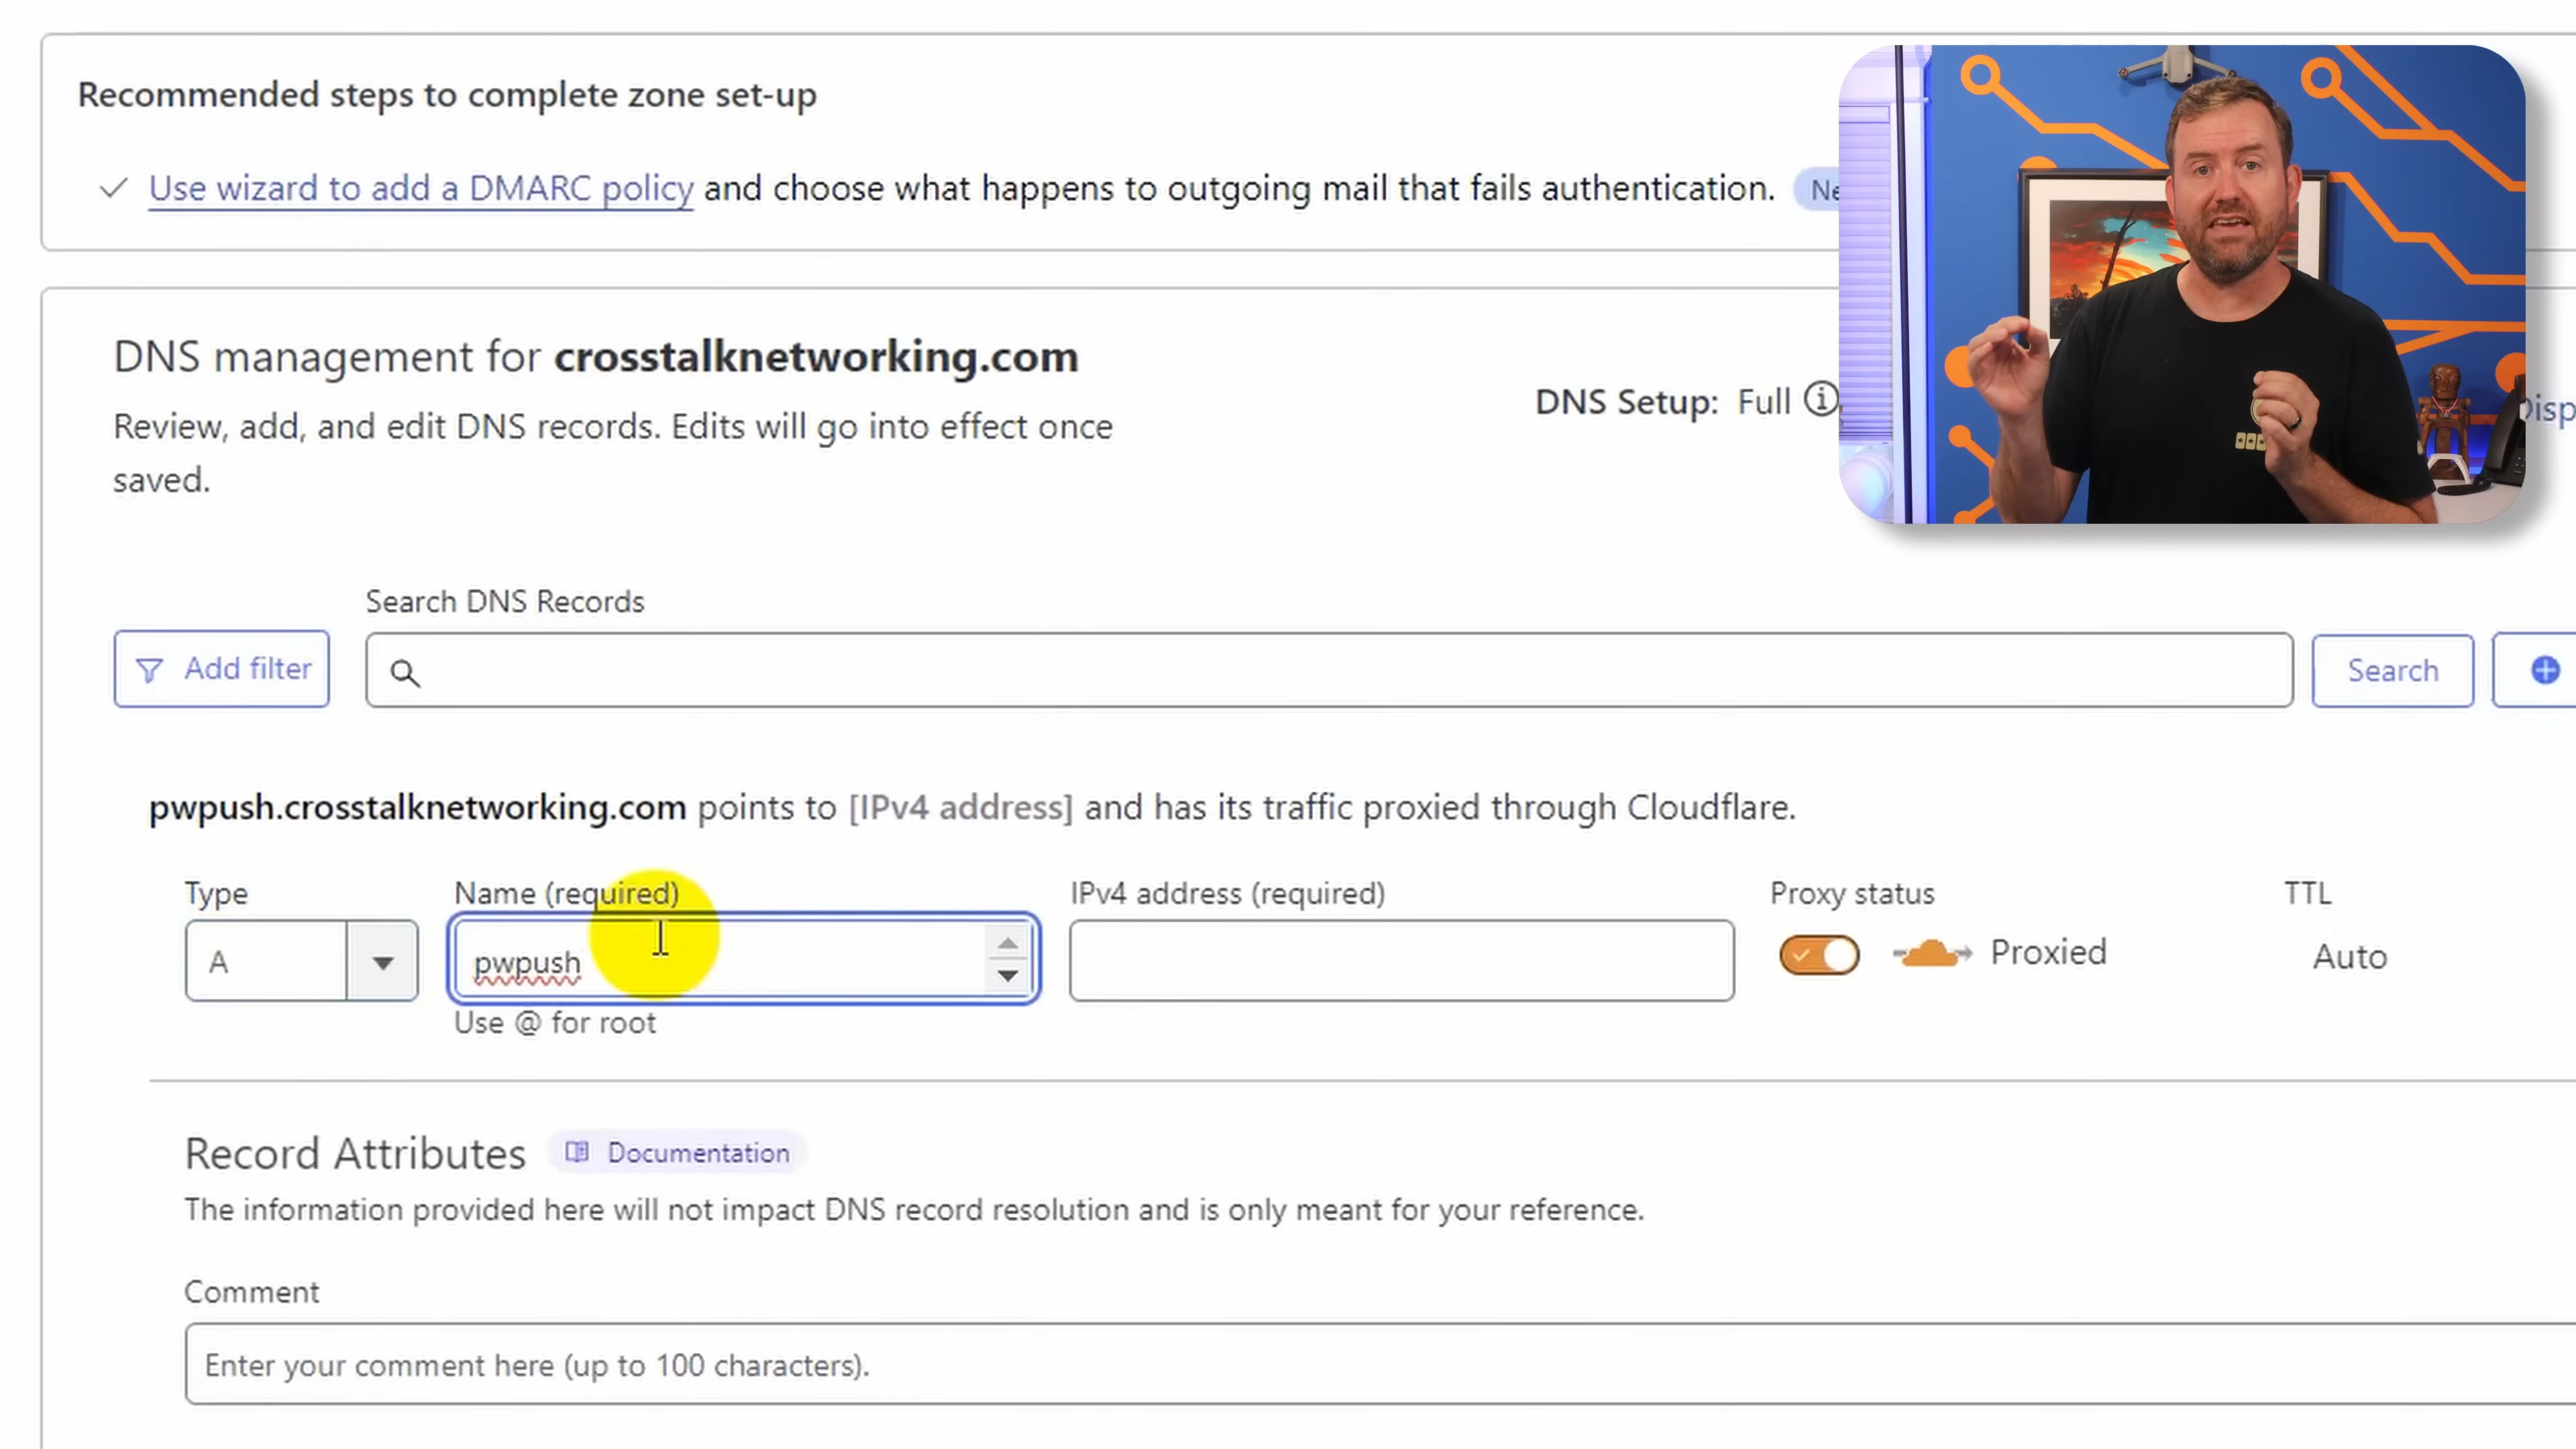 Recommended steps to complete zone set-up
Use wizard to add a DMARC policy and choose what happens to outgoing mail that fails authentication.
DNS management for crosstalknetworking.com
Review, add, and edit DNS records. Edits will go into effect once
saved.
DNS Setup: Full
Search DNS Records
Add filter
Search
pwpush.crosstalknetworking.com points to [IPv4 address] and has its traffic proxied through Cloudflare.
Type Name (required) IPv4 address (required) Proxy status TTL
A pwpush Proxied Auto
Use @ for root
Record Attributes Documentation
The information provided here will not impact DNS record resolution and is only meant for your reference.
Comment
Enter your comment here (up to 100 characters).